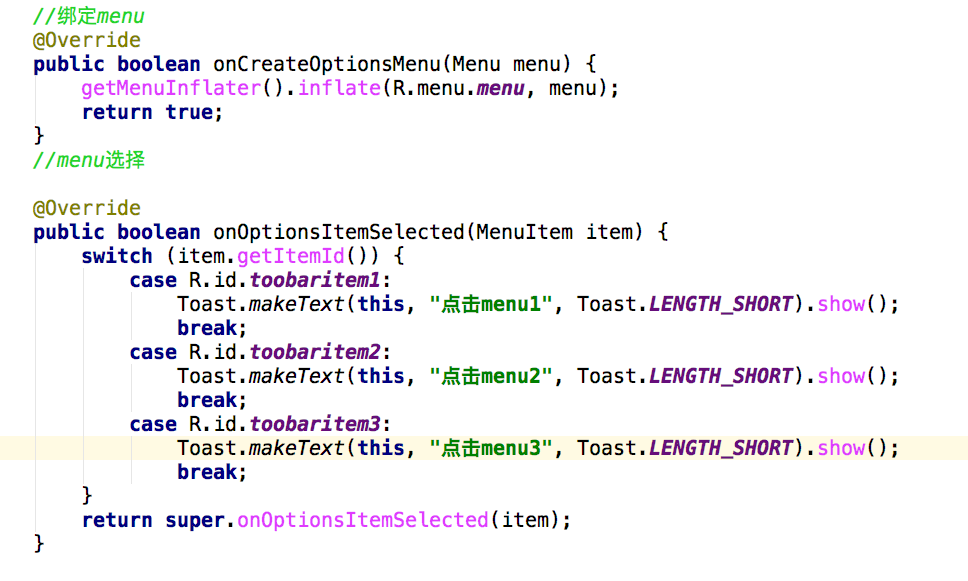 //绑定menu
@Override
public boolean onCreateOptionsMenu(Menu menu) {
    getMenuInflater().inflate(R.menu.menu, menu);
    return true;
}
//menu选择

@Override
public boolean onOptionsItemSelected(MenuItem item) {
    switch (item.getItemId()) {
        case R.id.toobaritem1:
            Toast.makeText(this, "点击menu1", Toast.LENGTH_SHORT).show();
            break;
        case R.id.toobaritem2:
            Toast.makeText(this, "点击menu2", Toast.LENGTH_SHORT).show();
            break;
        case R.id.toobaritem3:
            Toast.makeText(this, "点击menu3", Toast.LENGTH_SHORT).show();
            break;
    }
    return super.onOptionsItemSelected(item);
}